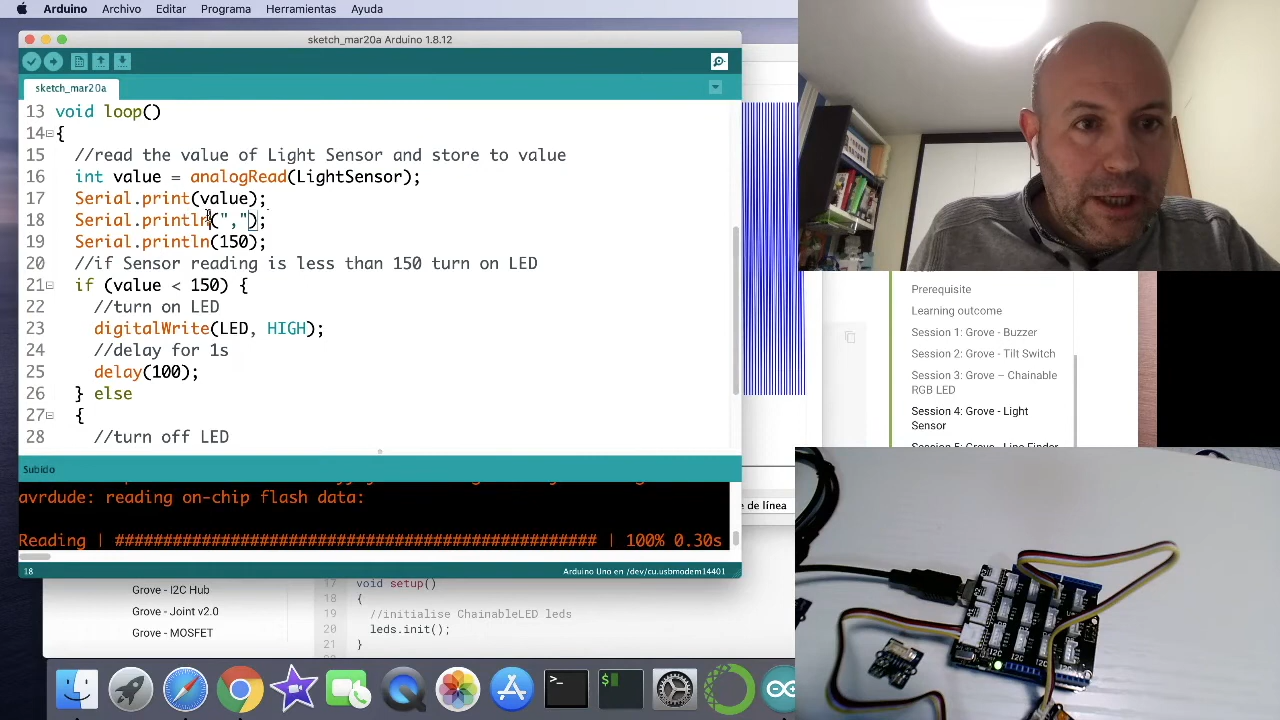 Arduino Archivo Editar Programa Herramientas Ayuda
sketch_mar20a Arduino 1.8.12
sketch_mar20a
13 void loop()
14 {
15 //read the value of Light Sensor and store to value
16 int value = analogRead(LightSensor);
17 Serial.print(value);
18 Serial.println(",");
19 Serial.println(150);
20 //if Sensor reading is less than 150 turn on LED
21 if (value < 150) {
22 //turn on LED
23 digitalWrite(LED, HIGH);
24 //delay for 1s
25 delay(100);
26 } else
27 {
28 //turn off LED
Subido
avrdude: reading on-chip flash data:
Reading | ################################################## | 100% 0.30s
18 Arduino Uno en /dev/cu.usbmodem14401
Prerequisite
Learning outcome
Session 1: Grove - Buzzer
Session 2: Grove - Tilt Switch
Session 3: Grove – Chainable
RGB LED
Session 4: Grove - Light
Sensor
de línea
Grove - I2C Hub
Grove - Joint v2.0
Grove - MOSFET
17 void setup()
18 {
19 //initialise ChainableLED leds
20 leds.init();
21 }
I2C
I2C